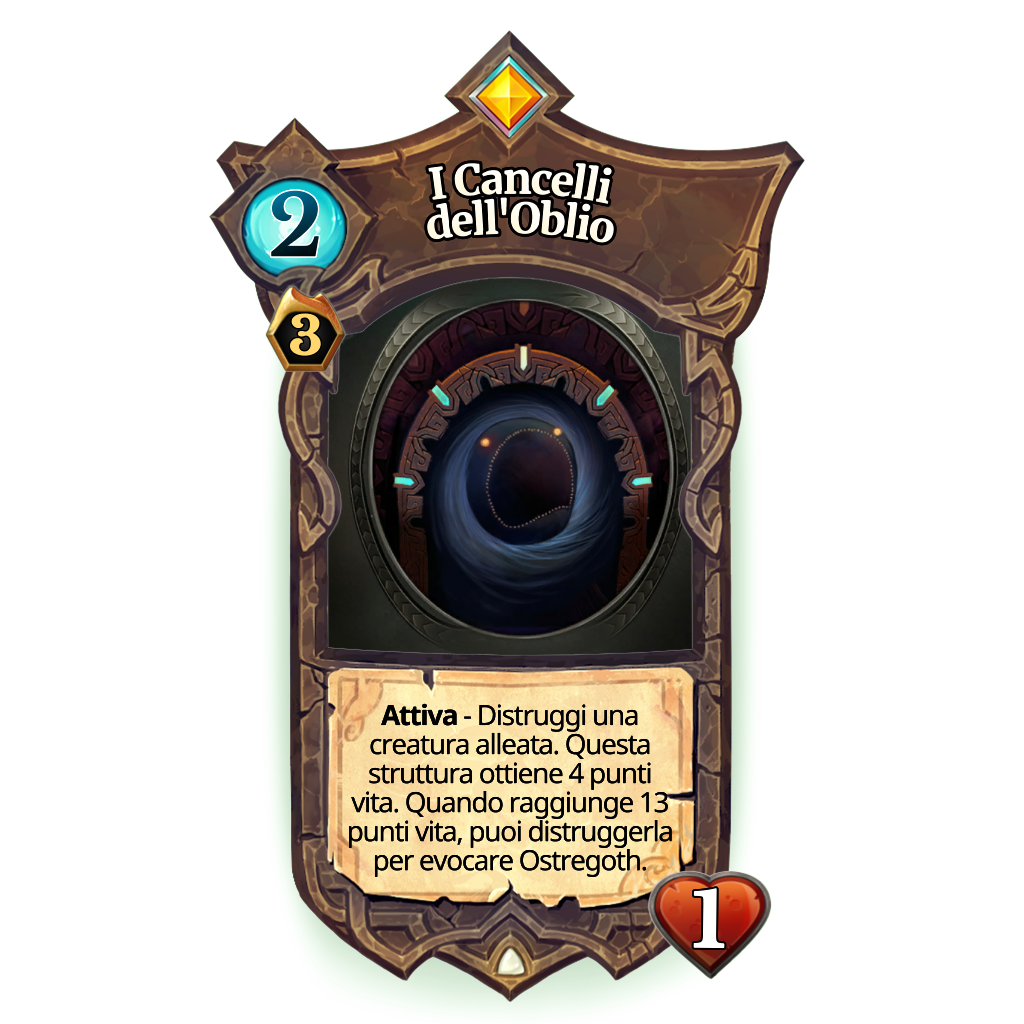 I Cancelli
dell'Oblio
2
3
Attiva - Distruggi una
creatura alleata. Questa
struttura ottiene 4 punti
vita. Quando raggiunge 13
punti vita, puoi distruggerla
per evocare Ostregoth.
1